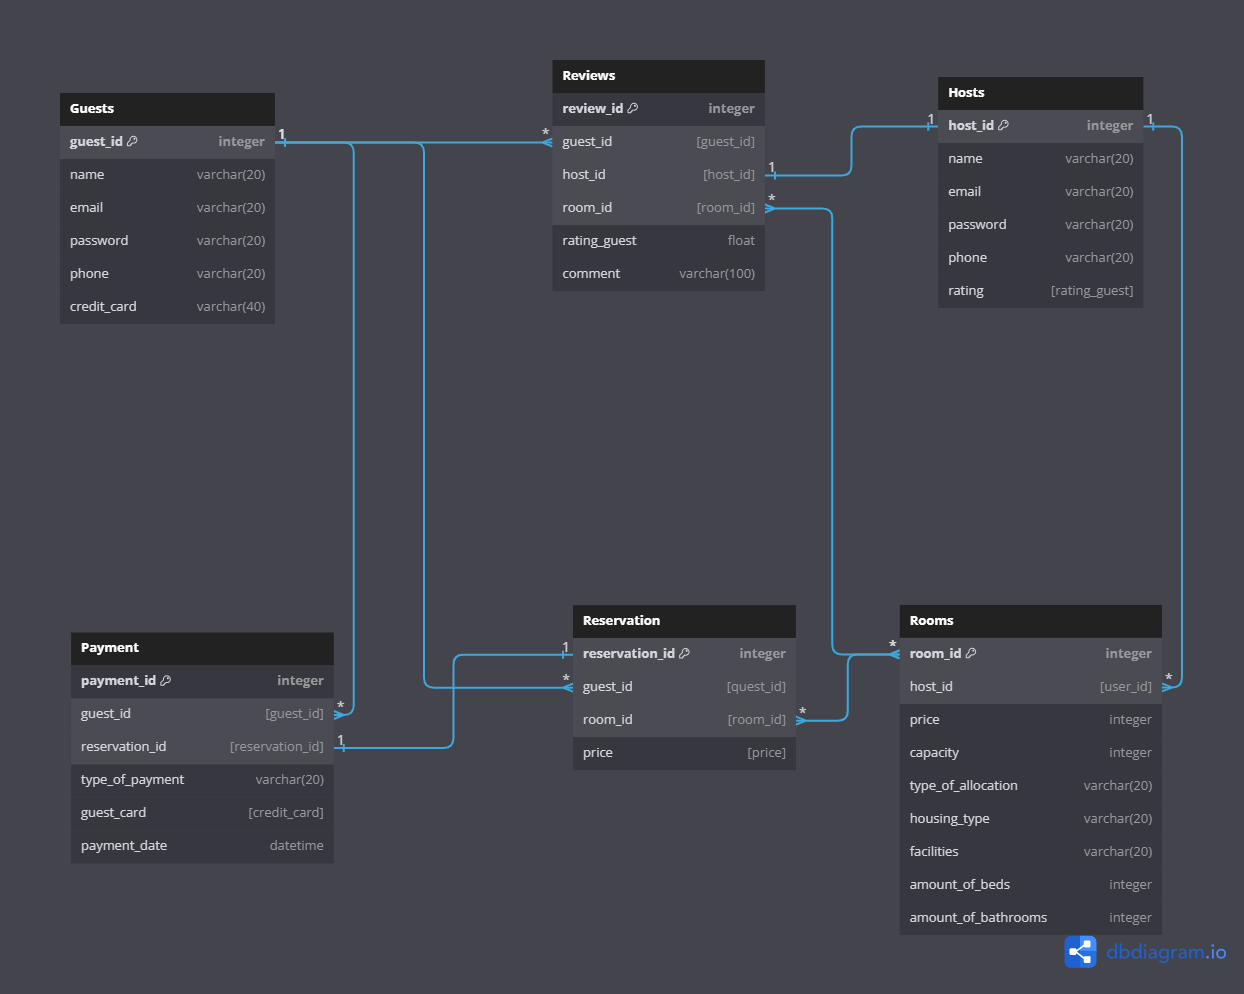 Guests
guest_id integer
name varchar(20)
email varchar(20)
password varchar(20)
phone varchar(20)
credit_card varchar(40)
1
*
Reviews
review_id integer
guest_id [guest_id]
host_id [host_id]
room_id [room_id]
rating_guest float
comment varchar(100)
1
*
1
Hosts
host_id integer
name varchar(20)
email varchar(20)
password varchar(20)
phone varchar(20)
rating [rating_guest]
1
Payment
payment_id integer
guest_id [guest_id]
reservation_id [reservation_id]
type_of_payment varchar(20)
guest_card [credit_card]
payment_date datetime
*
1
1
*
Reservation
reservation_id integer
guest_id [quest_id]
room_id [room_id]
price [price]
*
*
Rooms
room_id integer
host_id [user_id]
price integer
capacity integer
type_of_allocation varchar(20)
housing_type varchar(20)
facilities varchar(20)
amount_of_beds integer
amount_of_bathrooms integer
*
dbdiagram.io